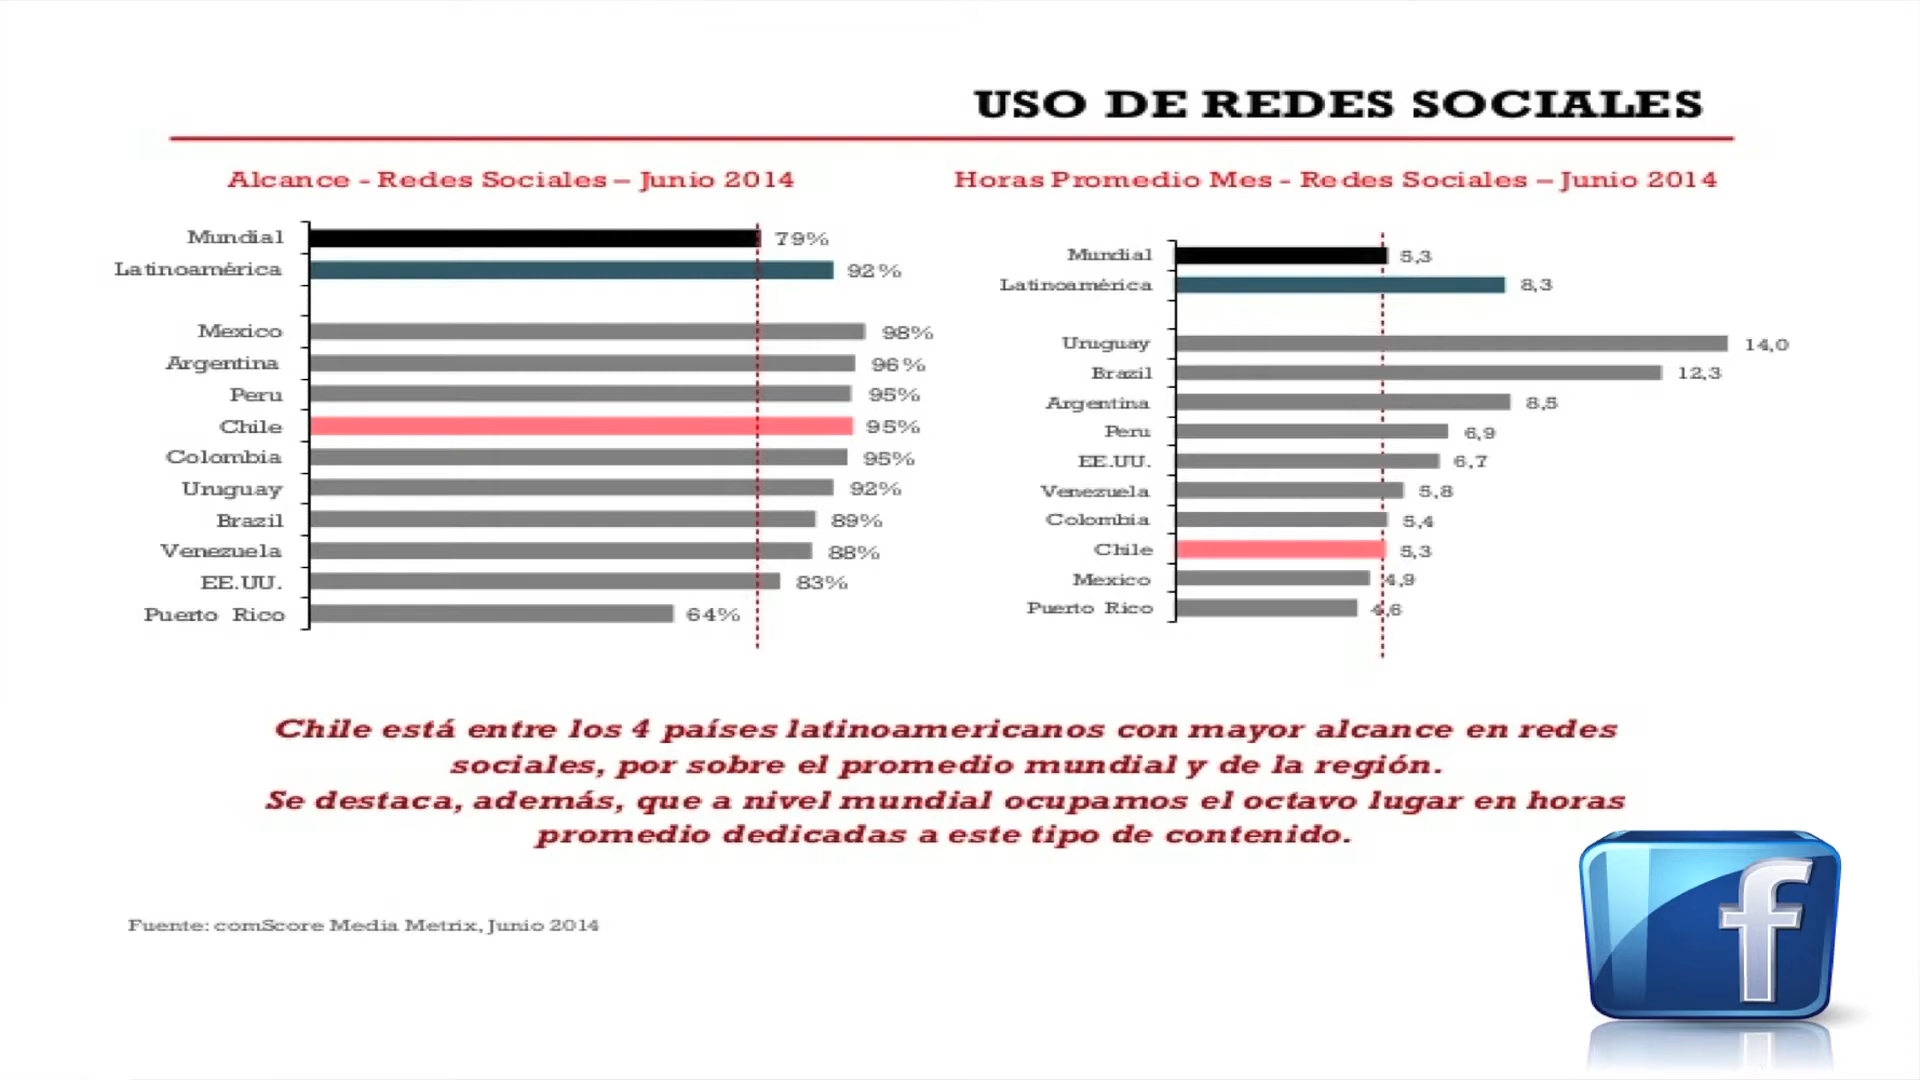 USO DE REDES SOCIALES
Alcance - Redes Sociales – Junio 2014
Mundial 79%
Latinoamérica 92%
Mexico 98%
Argentina 96%
Peru 95%
Chile 95%
Colombia 95%
Uruguay 92%
Brazil 89%
Venezuela 88%
EE.UU. 83%
Puerto Rico 64%
Horas Promedio Mes - Redes Sociales – Junio 2014
Mundial 5,3
Latinoamérica 8,3
Uruguay 14,0
Brazil 12,3
Argentina 8,5
Peru 6,9
EE.UU. 6,7
Venezuela 5,8
Colombia 5,4
Chile 5,3
Mexico 4,9
Puerto Rico 4,6
Chile está entre los 4 países latinoamericanos con mayor alcance en redes
sociales, por sobre el promedio mundial y de la región.
Se destaca, además, que a nivel mundial ocupamos el octavo lugar en horas
promedio dedicadas a este tipo de contenido.
Fuente: comScore Media Metrix, Junio 2014
f